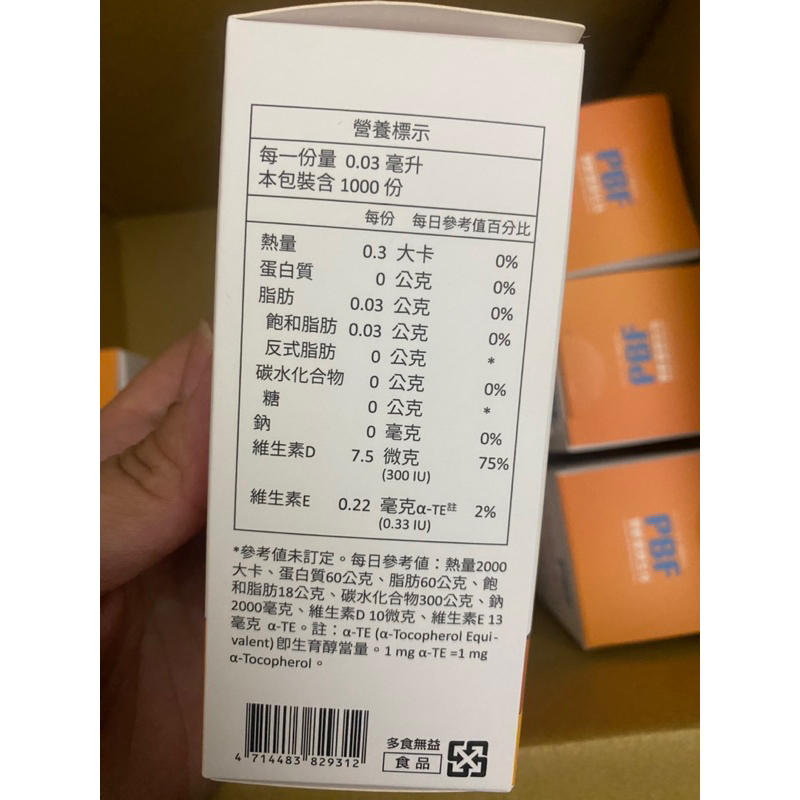 營養標示
每一份量 0.03 毫升
本包裝含 1000 份
每份 每日參考值百分比
熱量 0.3 大卡 0%
蛋白質 0 公克 0%
脂肪 0.03 公克 0%
飽和脂肪 0.03 公克 0%
反式脂肪 0 公克 *
碳水化合物 0 公克 0%
糖 0 公克 *
鈉 0 毫克 0%
維生素D 7.5 微克 75%
(300 IU)
維生素E 0.22 毫克α-TE註 2%
(0.33 IU)
*參考值未訂定。每日參考值：熱量2000
大卡、蛋白質60公克、脂肪60公克、飽
和脂肪18公克、碳水化合物300公克、鈉
2000毫克、維生素D 10微克、維生素E 13
毫克 α-TE。註：α-TE (α-Tocopherol Equi-
valent) 卽生育醇當量。1 mg α-TE =1 mg
α-Tocopherol。
4 714483 829312
多食無益
食品
PBF
PBF
PBF